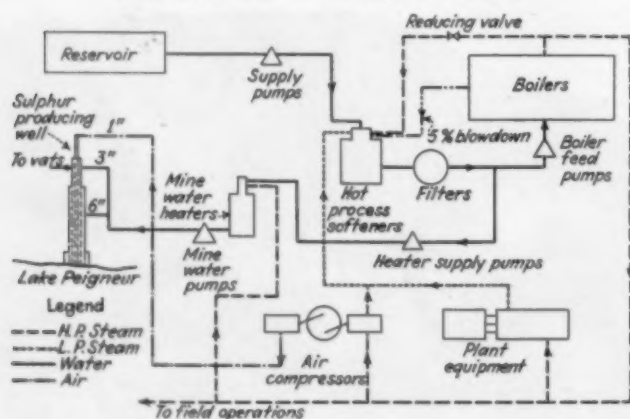 Reservoir
Supply
pumps
Reducing valve
Boilers
5% blowdown
Boiler
feed
pumps
Sulphur
producing
well
1"
To vats
3"
6"
Mine
water
heaters
Hot
process
softeners
Filters
Mine
water
pumps
Heater supply pumps
Lake Peigneur
Legend
H.P. Steam
L.P. Steam
Water
Air
Air
compressors
Plant
equipment
To field operations